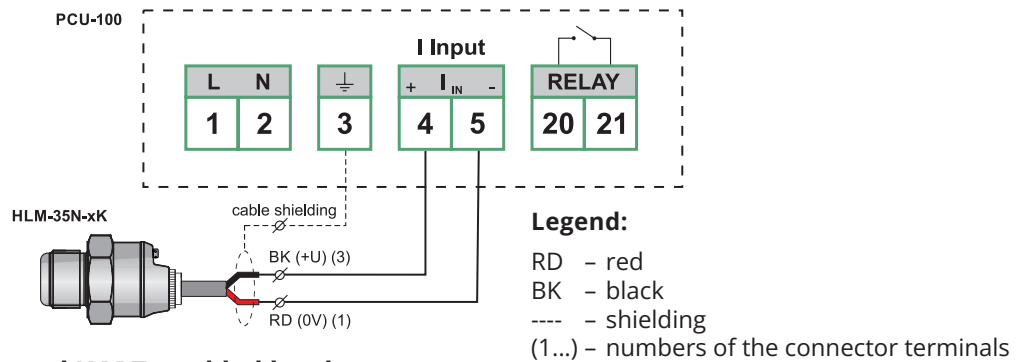 PCU-100
I Input
L N
⏚
+ I IN -
RELAY
1 2
3
4 5
20 21
cable shielding
HLM-35N-xK
BK (+U) (3)
RD (0V) (1)
Legend:
RD – red
BK – black
---- – shielding
(1...) – numbers of the connector terminals